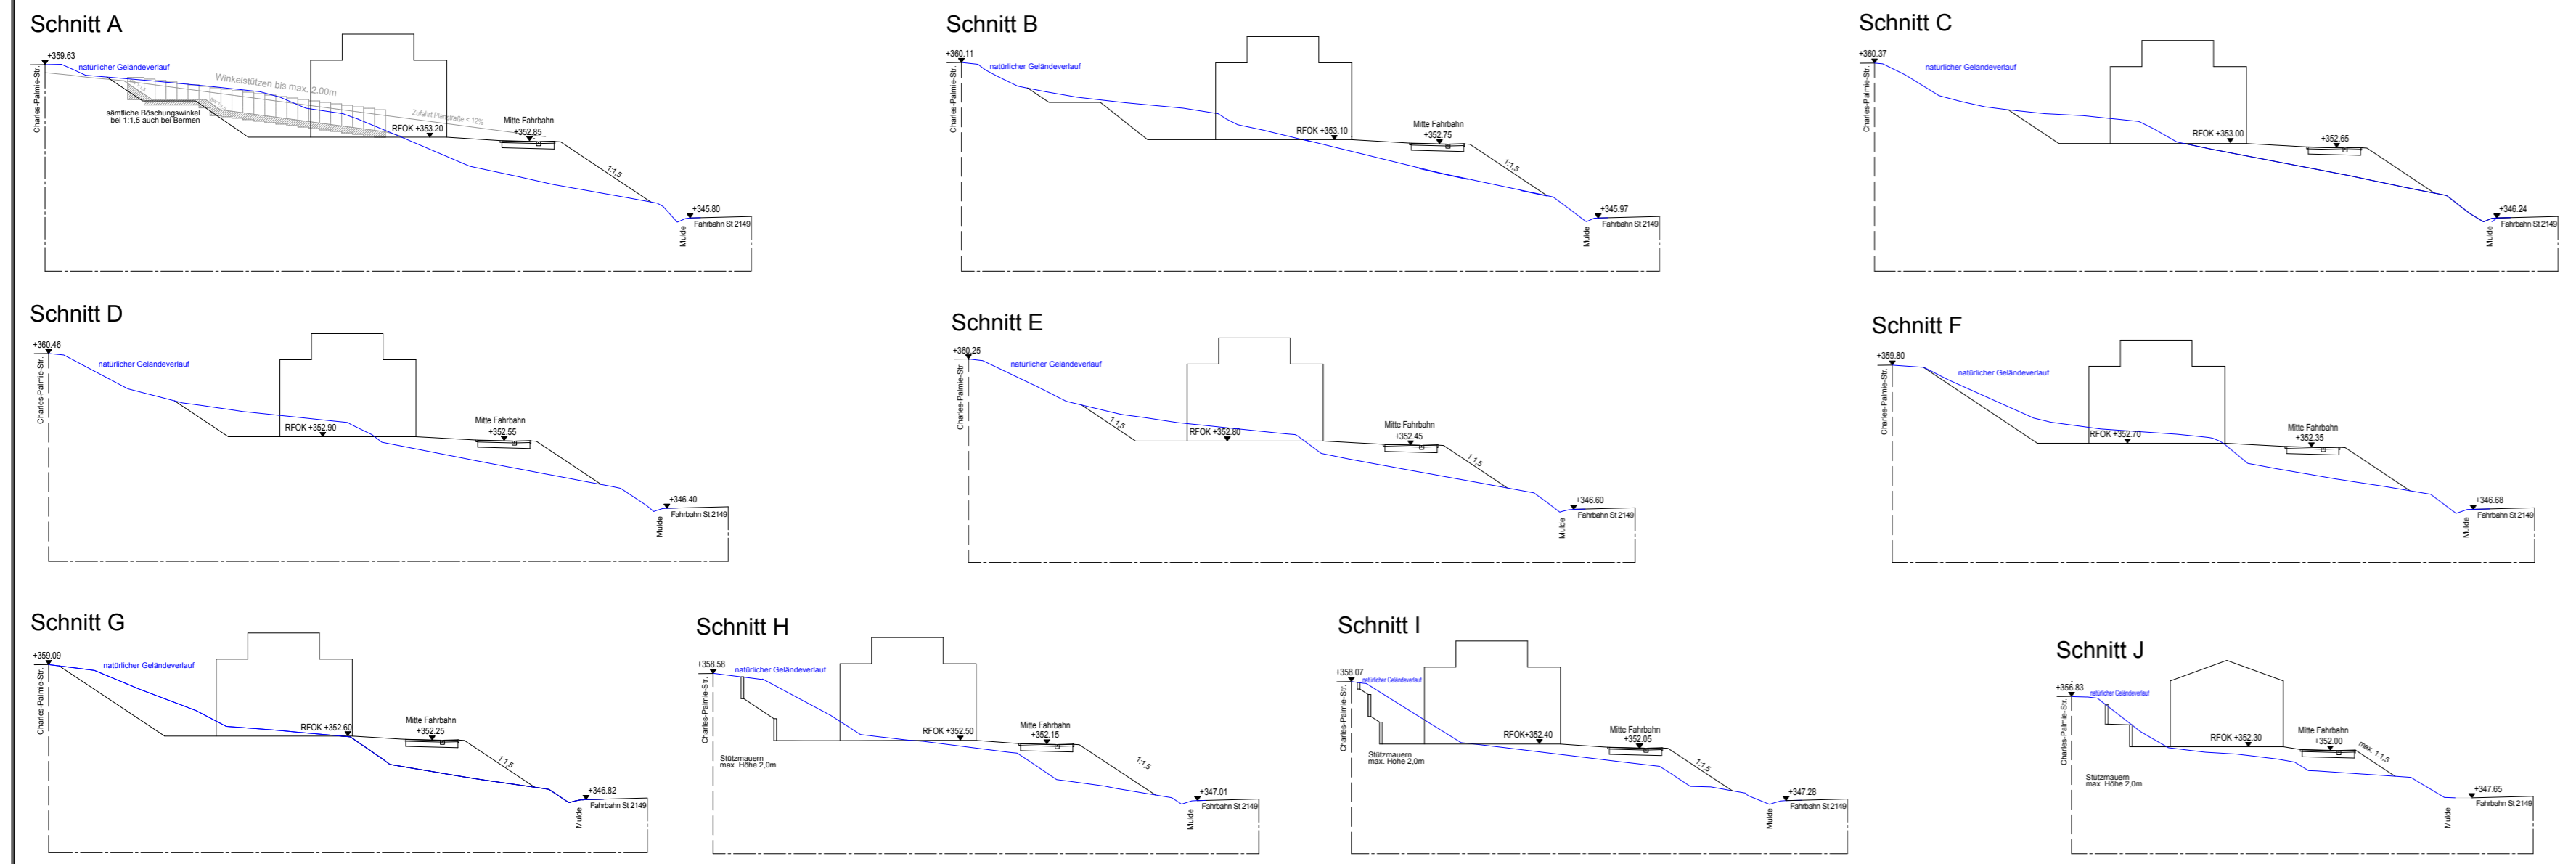 Schnitt A
+359.63
natürlicher Geländeverlauf
Charles-Palmie-Str.
Winkelstützen bis max. 2.00m
sämtliche Böschungswinkel
bei 1:1,5 auch bei Bermen
Zufahrt Planstraße < 12%
RFOK +353.20
Mitte Fahrbahn
+352.85
1:1,5
+345.80
Fahrbahn St 2149
Mulde
Schnitt B
+360.11
natürlicher Geländeverlauf
Charles-Palmie-Str.
RFOK +353.10
Mitte Fahrbahn
+352.75
1:1,5
+345.97
Fahrbahn St 2149
Mulde
Schnitt C
+360.37
natürlicher Geländeverlauf
Charles-Palmie-Str.
RFOK +353.00
Mitte Fahrbahn
+352.65
+346.24
Fahrbahn St 2149
Mulde
Schnitt D
+360.46
natürlicher Geländeverlauf
Charles-Palmie-Str.
RFOK +352.90
Mitte Fahrbahn
+352.55
+346.40
Fahrbahn St 2149
Mulde
Schnitt E
+360.25
natürlicher Geländeverlauf
Charles-Palmie-Str.
1:1,5
RFOK +352.80
Mitte Fahrbahn
+352.45
1:1,5
+346.60
Fahrbahn St 2149
Mulde
Schnitt F
+359.80
natürlicher Geländeverlauf
Charles-Palmie-Str.
RFOK +352.70
Mitte Fahrbahn
+352.35
+346.68
Fahrbahn St 2149
Mulde
Schnitt G
+359.09
natürlicher Geländeverlauf
Charles-Palmie-Str.
RFOK +352.60
Mitte Fahrbahn
+352.25
1:1,5
+346.82
Fahrbahn St 2149
Mulde
Schnitt H
+358.58
natürlicher Geländeverlauf
Charles-Palmie-Str.
RFOK +352.50
Mitte Fahrbahn
+352.15
Stützmauern
max. Höhe 2,0m
1:1,5
+347.01
Fahrbahn St 2149
Mulde
Schnitt I
+358.07
natürlicher Geländeverlauf
Charles-Palmie-Str.
RFOK+352.40
Mitte Fahrbahn
+352.05
Stützmauern
max. Höhe 2,0m
1:1,5
+347.28
Fahrbahn St 2149
Mulde
Schnitt J
+356.83
natürlicher Geländeverlauf
Charles-Palmie-Str.
RFOK +352.30
Mitte Fahrbahn
+352.00
max. 1:1,5
Stützmauern
max. Höhe 2,0m
+347.65
Fahrbahn St 2149
Mulde